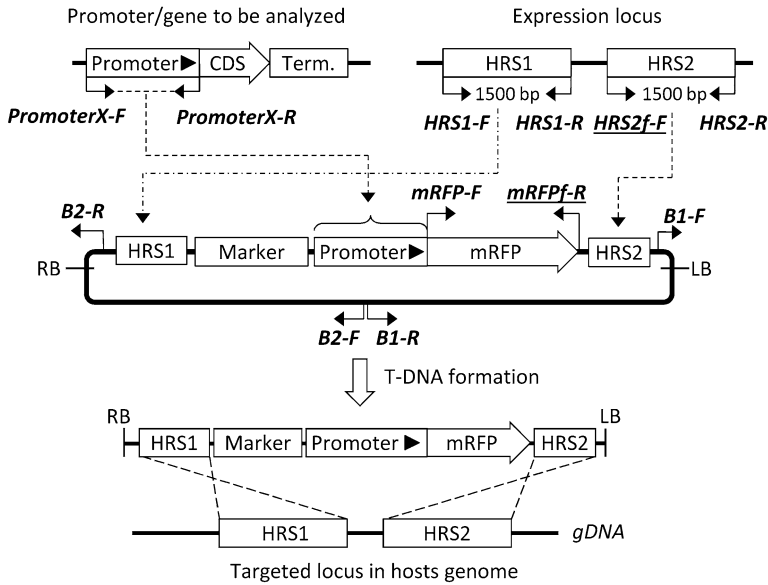 Promoter/gene to be analyzed
Expression locus
Promoter CDS Term.
HRS1 HRS2
1500 bp 1500 bp
PromoterX-F PromoterX-R
HRS1-F HRS1-R HRS2f-F HRS2-R
mRFP-F mRFPf-R
B2-R B1-F
HRS1 Marker Promoter mRFP HRS2
RB LB
B2-F B1-R
T-DNA formation
RB LB
HRS1 Marker Promoter mRFP HRS2
HRS1 HRS2 gDNA
Targeted locus in hosts genome